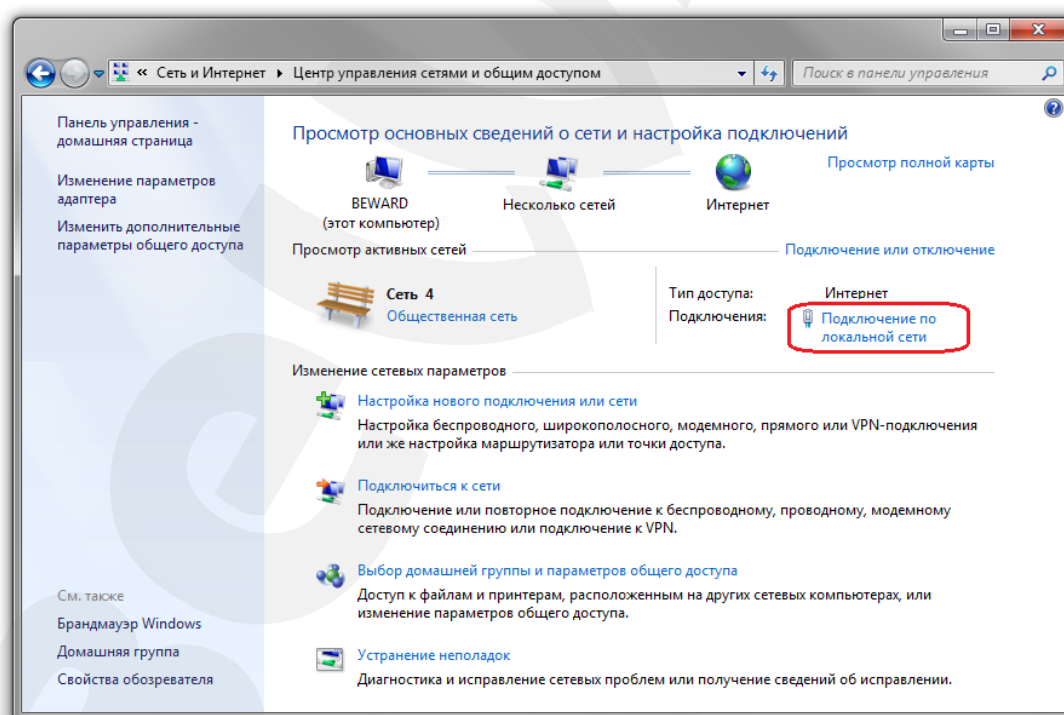 « Сеть и Интернет ▸ Центр управления сетями и общим доступом
Поиск в панели управления
Панель управления -
домашняя страница
Изменение параметров
адаптера
Изменить дополнительные
параметры общего доступа
Просмотр основных сведений о сети и настройка подключений
Просмотр полной карты
BEWARD
(этот компьютер)
Несколько сетей
Интернет
Просмотр активных сетей
Подключение или отключение
Сеть 4
Общественная сеть
Тип доступа: Интернет
Подключения: Подключение по
локальной сети
Изменение сетевых параметров
Настройка нового подключения или сети
Настройка беспроводного, широкополосного, модемного, прямого или VPN-подключения
или же настройка маршрутизатора или точки доступа.
Подключиться к сети
Подключение или повторное подключение к беспроводному, проводному, модемному
сетевому соединению или подключение к VPN.
Выбор домашней группы и параметров общего доступа
Доступ к файлам и принтерам, расположенным на других сетевых компьютерах, или
изменение параметров общего доступа.
Устранение неполадок
Диагностика и исправление сетевых проблем или получение сведений об исправлении.
См. также
Брандмауэр Windows
Домашняя группа
Свойства обозревателя